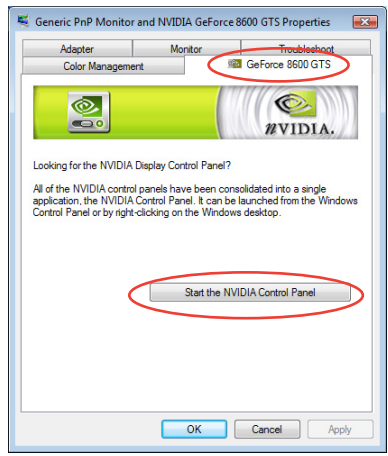 Generic PnP Monitor and NVIDIA GeForce 8600 GTS Properties
Adapter Monitor Troubleshoot
Color Management GeForce 8600 GTS
NVIDIA.
Looking for the NVIDIA Display Control Panel?
All of the NVIDIA control panels have been consolidated into a single
application, the NVIDIA Control Panel. It can be launched from the Windows
Control Panel or by right-clicking on the Windows desktop.
Start the NVIDIA Control Panel
OK Cancel Apply